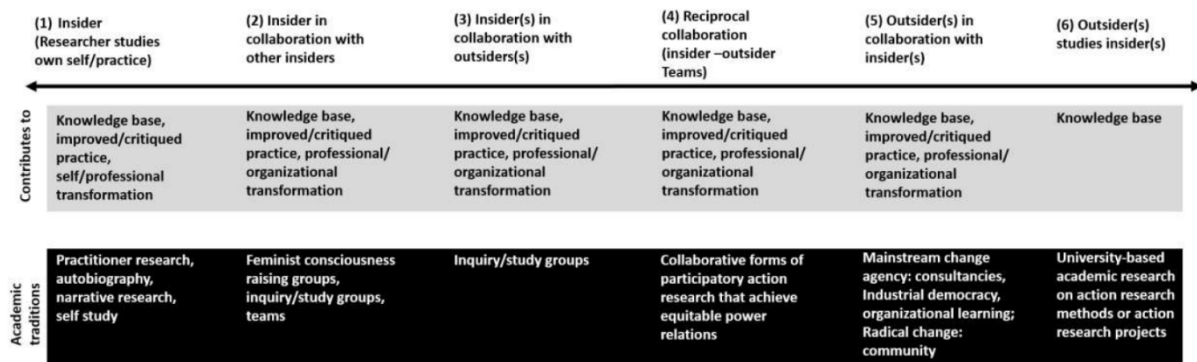 (1) Insider
(Researcher studies
own self/practice)
(2) Insider in
collaboration with
other insiders
(3) Insider(s) in
collaboration with
outsiders(s)
(4) Reciprocal
collaboration
(insider –outsider
Teams)
(5) Outsider(s) in
collaboration with
insider(s)
(6) Outsider(s)
studies insider(s)
Contributes to
Knowledge base,
improved/critiqued
practice,
self/professional
transformation
Knowledge base,
improved/critiqued
practice, professional/
organizational
transformation
Knowledge base,
improved/critiqued
practice, professional/
organizational
transformation
Knowledge base,
improved/critiqued
practice, professional/
organizational
transformation
Knowledge base,
improved/critiqued
practice, professional/
organizational
transformation
Knowledge base
Academic
traditions
Practitioner research,
autobiography,
narrative research,
self study
Feminist consciousness
raising groups,
inquiry/study groups,
teams
Inquiry/study groups
Collaborative forms of
participatory action
research that achieve
equitable power
relations
Mainstream change
agency: consultancies,
Industrial democracy,
organizational learning;
Radical change:
community
University-based
academic research
on action research
methods or action
research projects